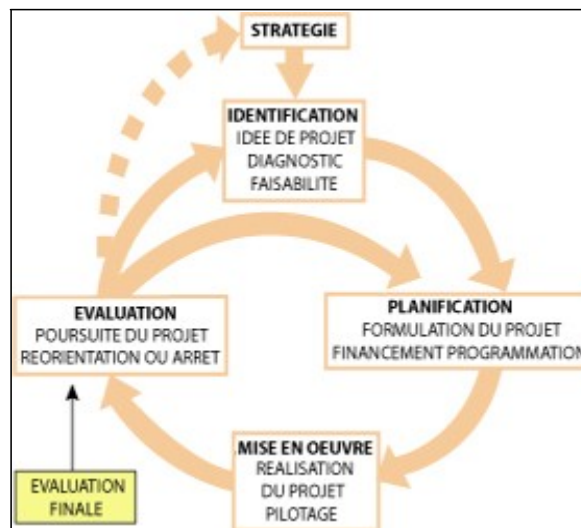 STRATEGIE
IDENTIFICATION
IDEE DE PROJET
DIAGNOSTIC
FAISABILITE
EVALUATION
POURSUITE DU PROJET
REORIENTATION OU ARRET
PLANIFICATION
FORMULATION DU PROJET
FINANCEMENT PROGRAMMATION
MISE EN OEUVRE
REALISATION
DU PROJET
PILOTAGE
EVALUATION
FINALE